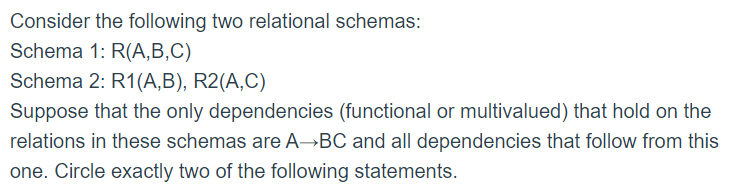 Consider the following two relational schemas:
Schema 1: R(A,B,C)
Schema 2: R1(A,B), R2(A,C)
Suppose that the only dependencies (functional or multivalued) that hold on the
relations in these schemas are A→BC and all dependencies that follow from this
one. Circle exactly two of the following statements.